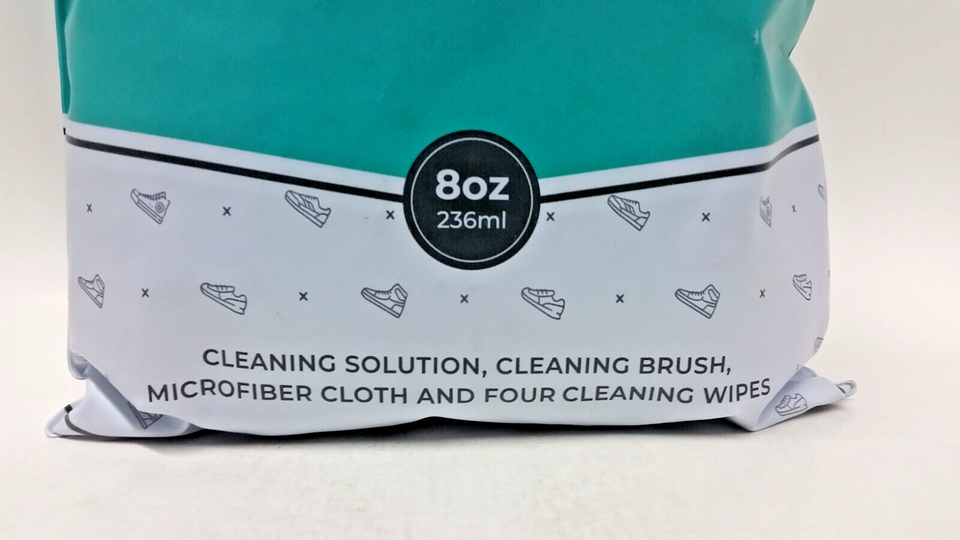 8oz
236ml
CLEANING SOLUTION, CLEANING BRUSH,
MICROFIBER CLOTH AND FOUR CLEANING WIPES